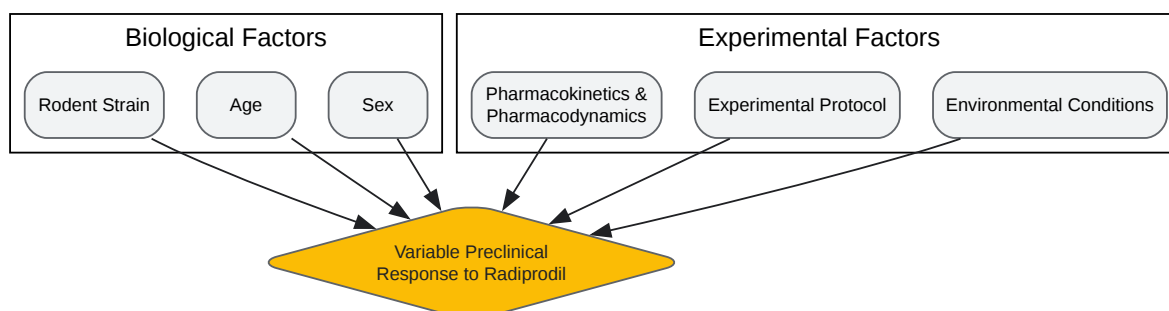 Biological Factors
Experimental Factors
Rodent Strain
Age
Sex
Pharmacokinetics &
Pharmacodynamics
Experimental Protocol
Environmental Conditions
Variable Preclinical
Response to Radiprodil